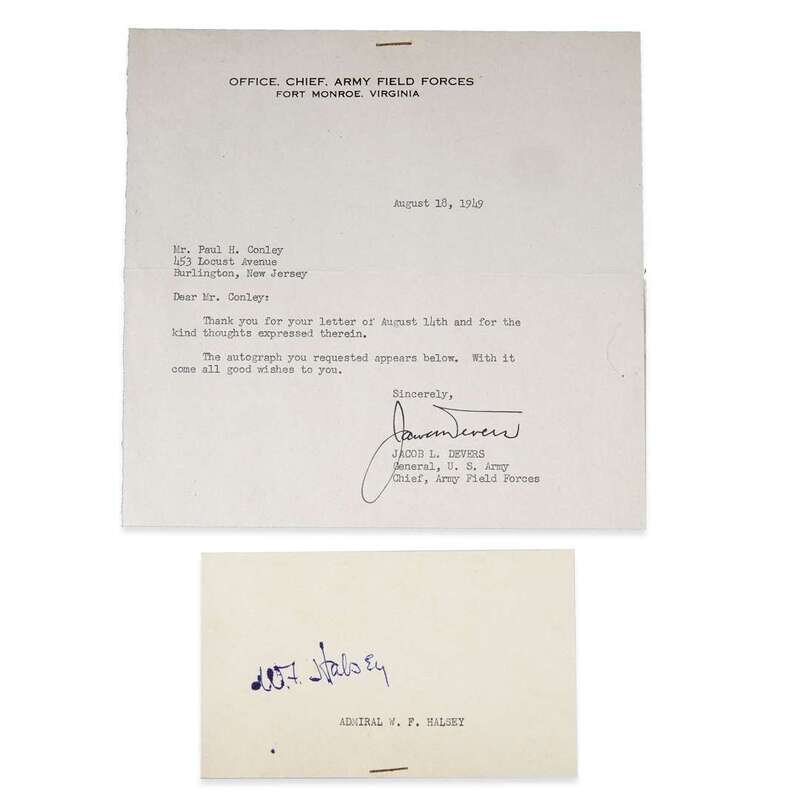 OFFICE, CHIEF, ARMY FIELD FORCES
FORT MONROE, VIRGINIA
August 18, 1949
Mr. Paul H. Conley
453 Locust Avenue
Burlington, New Jersey
Dear Mr. Conley:
Thank you for your letter of August 14th and for the
kind thoughts expressed therein.
The autograph you requested appears below. With it
come all good wishes to you.
Sincerely,
JACOB L. DEVERS
General, U. S. Army
Chief, Army Field Forces
W.F. Halsey
ADMIRAL W. F. HALSEY